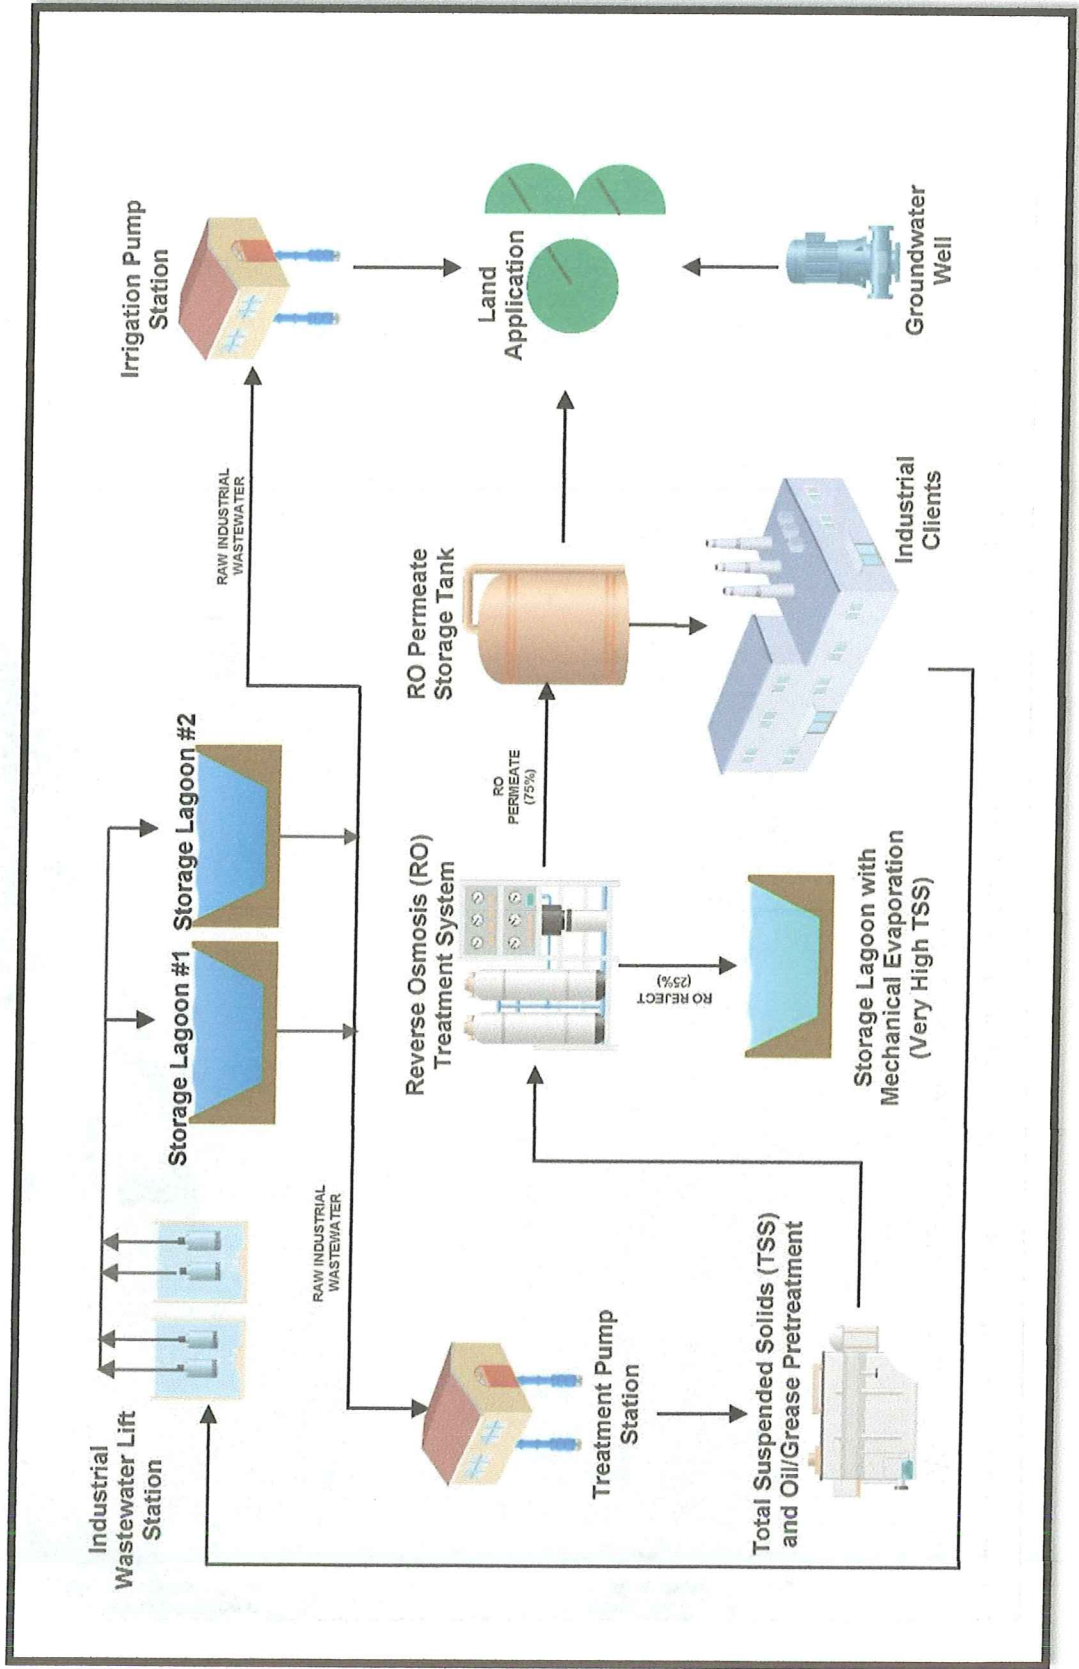 Industrial
Wastewater Lift
Station
Storage Lagoon #1
Storage Lagoon #2
Irrigation Pump
Station
RAW INDUSTRIAL
WASTEWATER
RAW INDUSTRIAL
WASTEWATER
Treatment Pump
Station
Reverse Osmosis (RO)
Treatment System
RO
PERMEATE
(75%)
RO Permeate
Storage Tank
Land
Application
RO REJECT
(25%)
Total Suspended Solids (TSS)
and Oil/Grease Pretreatment
Storage Lagoon with
Mechanical Evaporation
(Very High TSS)
Industrial
Clients
Groundwater
Well